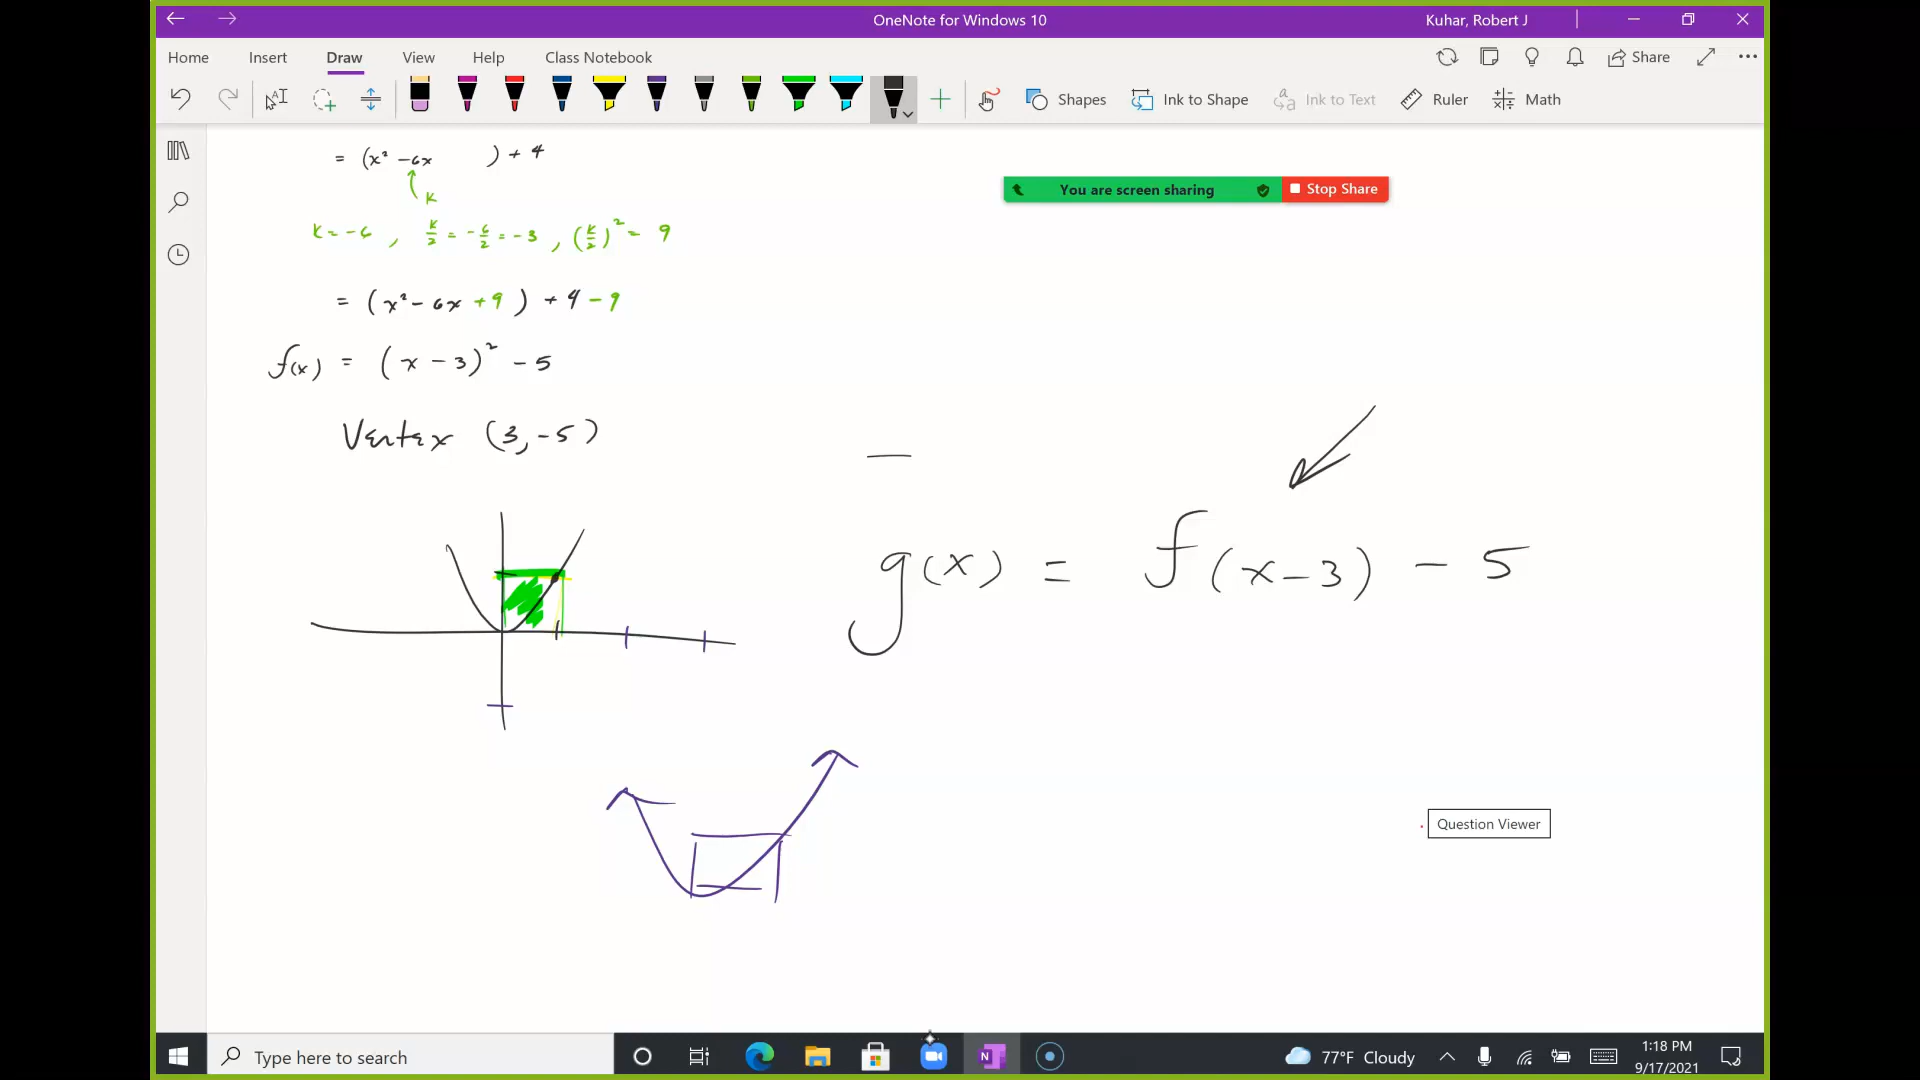 OneNote for Windows 10
Kuhar, Robert J
Home Insert Draw View Help Class Notebook
Share
Shapes Ink to Shape Ink to Text Ruler Math
= (x² - 6x ) + 4
k
You are screen sharing Stop Share
k = -6 , k/2 = -6/2 = -3 , (k/2)² = 9
= (x² - 6x + 9 ) + 4 - 9
f(x) = (x - 3)² - 5
Vertex (3, -5)
g(x) = f(x-3) - 5
Question Viewer
Type here to search
77°F Cloudy
1:18 PM
9/17/2021